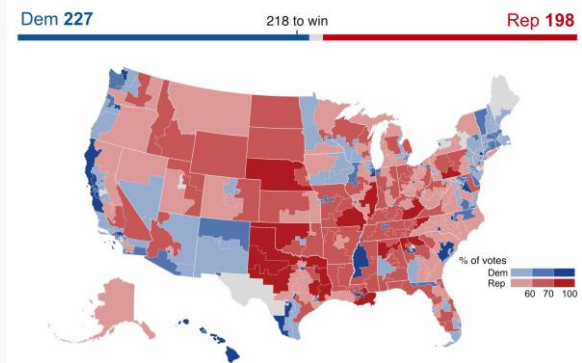 Dem 227
218 to win
Rep 198
% of votes
Dem
Rep
60 70 100